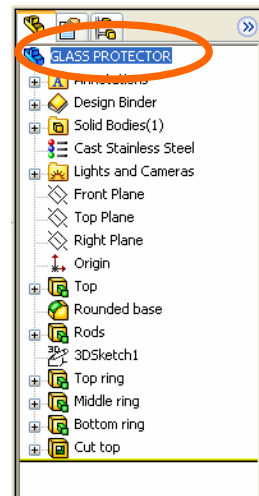 GLASS PROTECTOR
Annotations
Design Binder
Solid Bodies(1)
Cast Stainless Steel
Lights and Cameras
Front Plane
Top Plane
Right Plane
Origin
Top
Rounded base
Rods
3DSketch1
Top ring
Middle ring
Bottom ring
Cut top